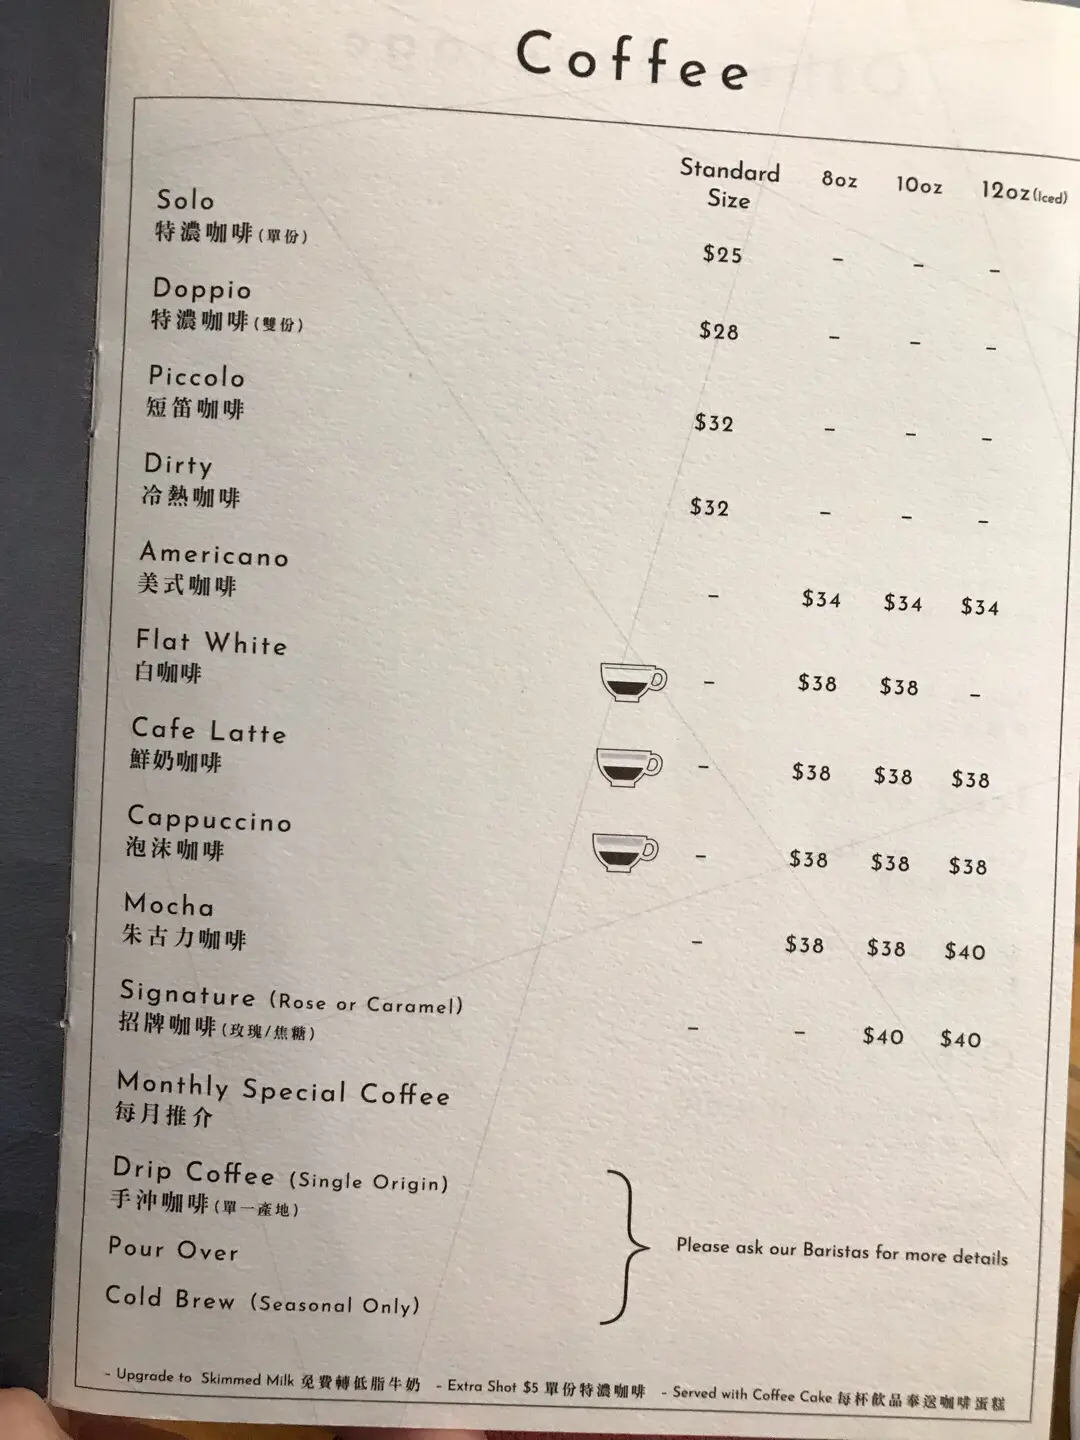 Coffee
Standard Size 8oz 10oz 12oz (Iced)
Solo
特濃咖啡(單份) $25 – – –
Doppio
特濃咖啡(雙份) $28 – – –
Piccolo
短笛咖啡 $32 – – –
Dirty
冷熱咖啡 $32 – – –
Americano
美式咖啡 – $34 $34 $34
Flat White
白咖啡 – $38 $38 –
Cafe Latte
鮮奶咖啡 – $38 $38 $38
Cappuccino
泡沫咖啡 – $38 $38 $38
Mocha
朱古力咖啡 – $38 $38 $40
Signature (Rose or Caramel)
招牌咖啡(玫瑰/焦糖) – – $40 $40
Monthly Special Coffee
每月推介
Drip Coffee (Single Origin)
手沖咖啡(單一產地)
Pour Over
Please ask our Baristas for more details
Cold Brew (Seasonal Only)
- Upgrade to Skimmed Milk 免費轉低脂牛奶 - Extra Shot $5 單份特濃咖啡 - Served with Coffee Cake 每杯飲品奉送咖啡蛋糕